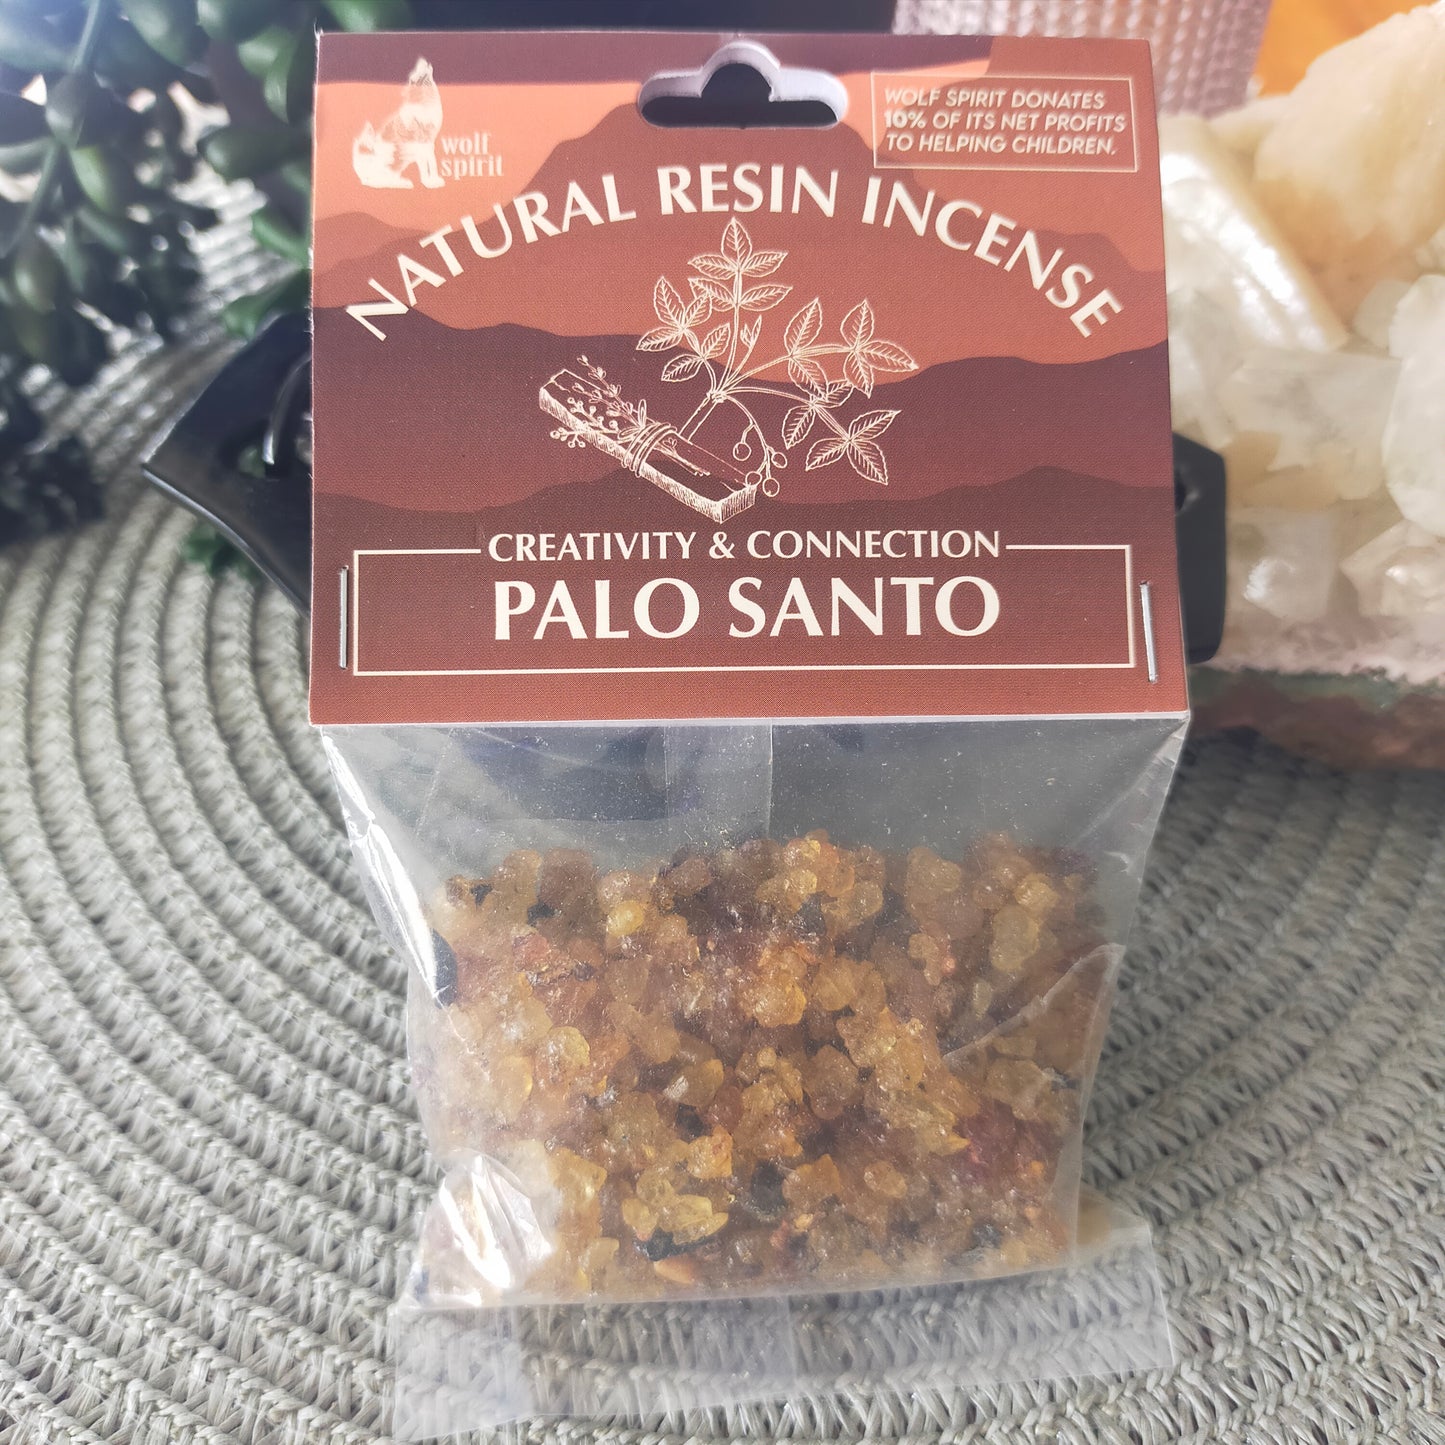 wolf
spirit
WOLF SPIRIT DONATES
10% OF ITS NET PROFITS
TO HELPING CHILDREN.
NATURAL RESIN INCENSE
CREATIVITY & CONNECTION
PALO SANTO